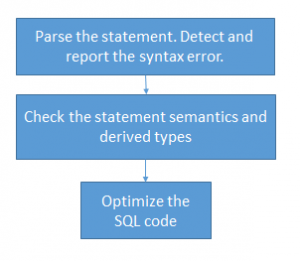 Parse the statement. Detect and
report the syntax error.
Check the statement semantics and
derived types
Optimize the
SQL code